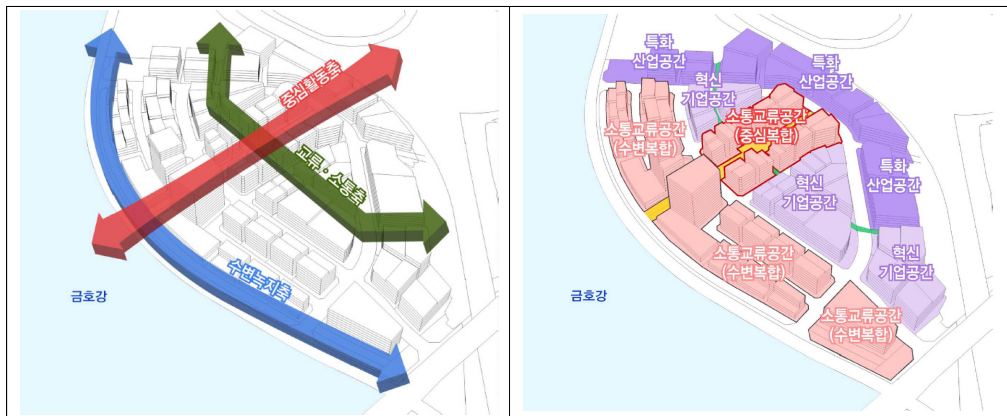 중심활동축
교류·소통축
수변녹지축
금호강
특화
산업공간
특화
산업공간
혁신
기업공간
소통교류공간
(중심복합)
소통교류공간
(수변복합)
특화
산업공간
혁신
기업공간
소통교류공간
(수변복합)
혁신
기업공간
금호강
소통교류공간
(수변복합)